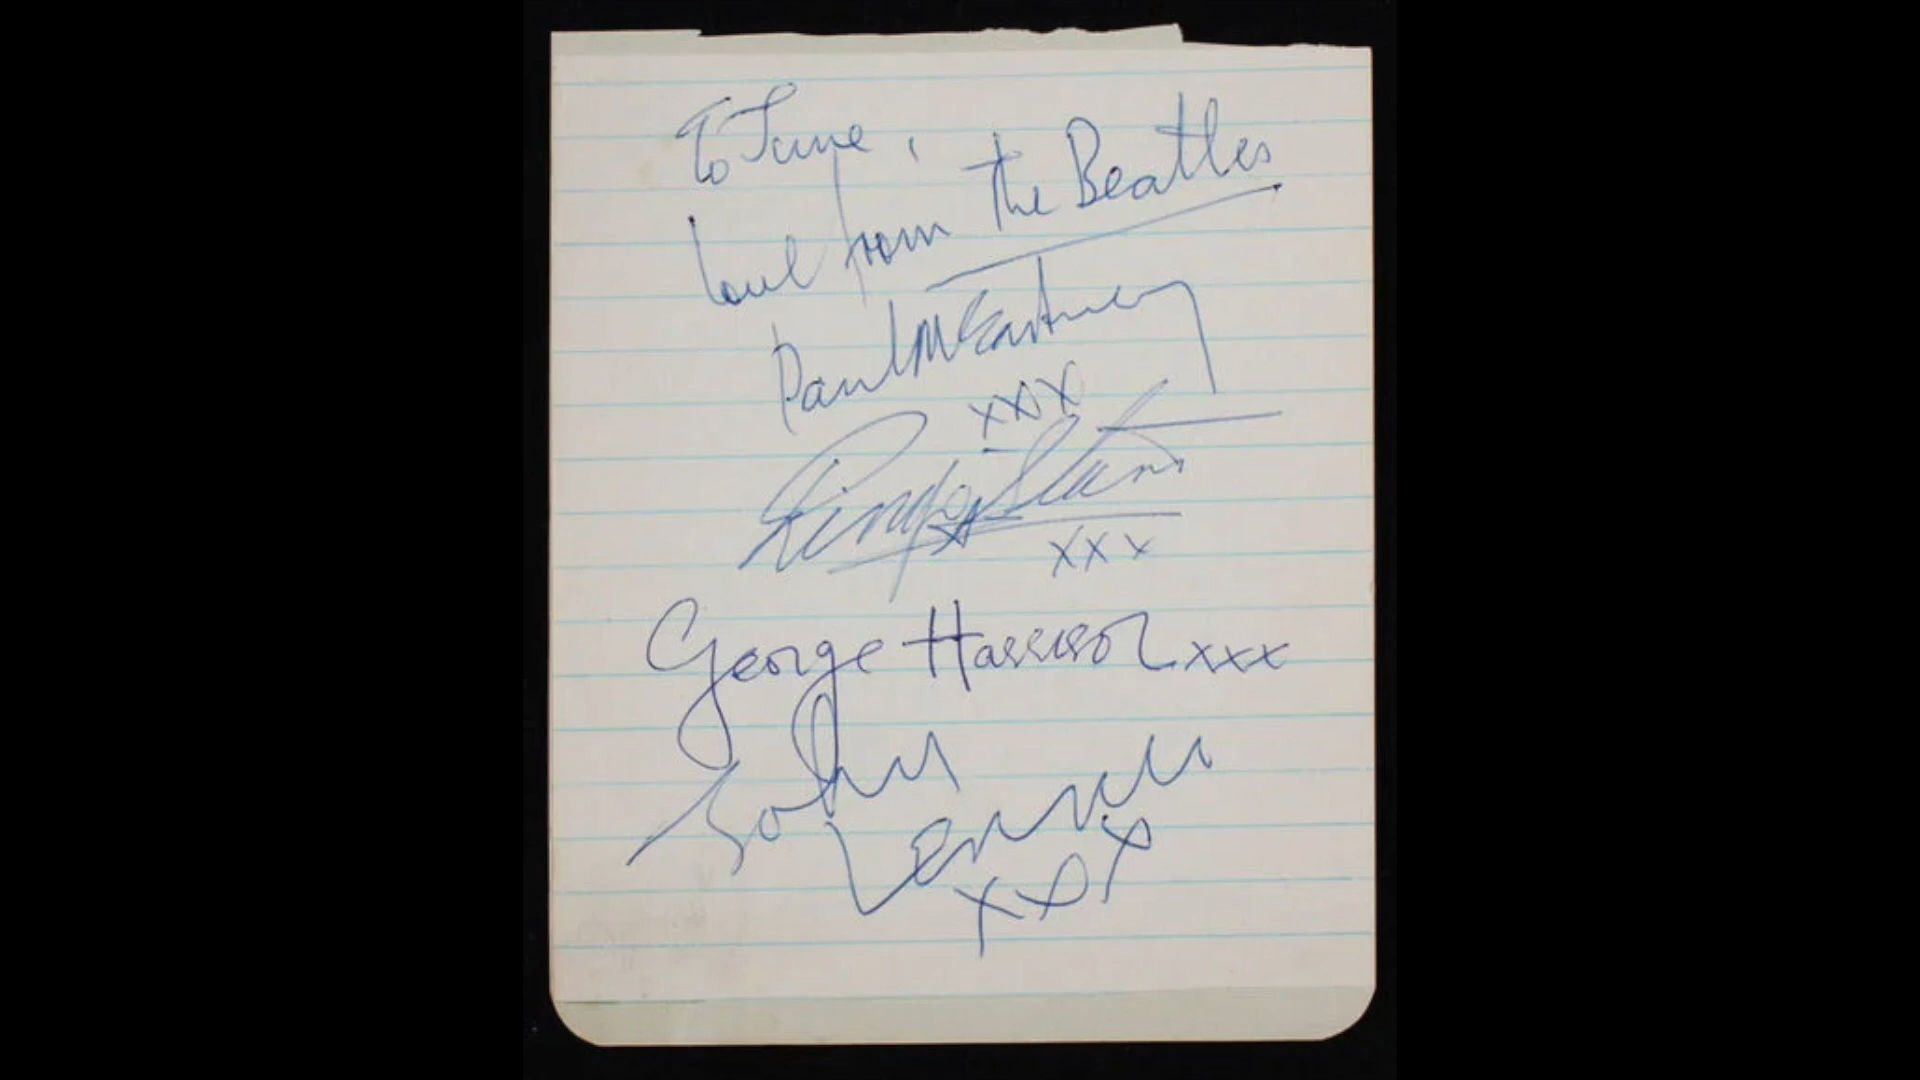 To June,
love from the Beatles
Paul McCartney
xxx
Ringo Starr
xxx
George Harrison xxx
John
Lennon
xxx